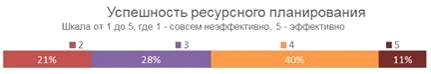 Успешность ресурсного планирования
Шкала от 1 до 5, где 1 - совсем неэффективно, 5 - эффективно
2 3 4 5
21% 28% 40% 11%